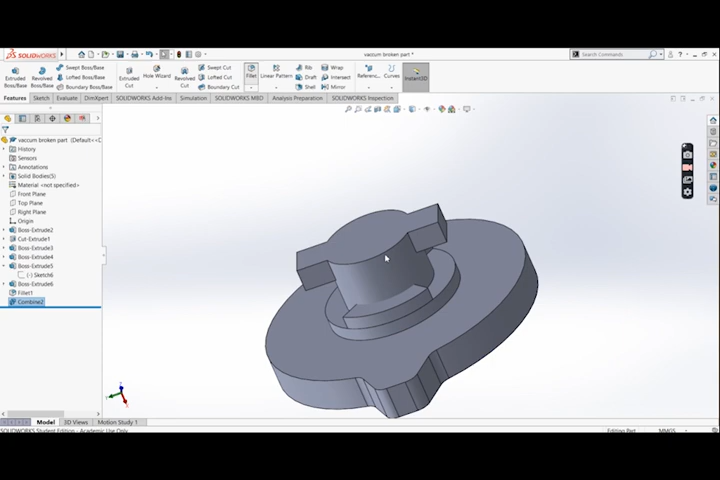 SOLIDWORKS
vaccum broken part *
Search Commands
Extruded Boss/Base
Revolved Boss/Base
Swept Boss/Base
Lofted Boss/Base
Boundary Boss/Base
Extruded Cut
Hole Wizard
Revolved Cut
Swept Cut
Lofted Cut
Boundary Cut
Fillet
Linear Pattern
Rib
Draft
Shell
Wrap
Intersect
Mirror
Referenc...
Curves
Instant3D
Features
Sketch
Evaluate
DimXpert
SOLIDWORKS Add-Ins
Simulation
SOLIDWORKS MBD
Analysis Preparation
SOLIDWORKS Inspection
vaccum broken part (Default<<D
History
Sensors
Annotations
Solid Bodies(5)
Material <not specified>
Front Plane
Top Plane
Right Plane
Origin
Boss-Extrude2
Cut-Extrude1
Boss-Extrude3
Boss-Extrude4
Boss-Extrude5
(-) Sketch6
Boss-Extrude6
Fillet1
Combine2
Model
3D Views
Motion Study 1
SOLIDWORKS Student Edition - Academic Use Only
Editing Part
MMGS